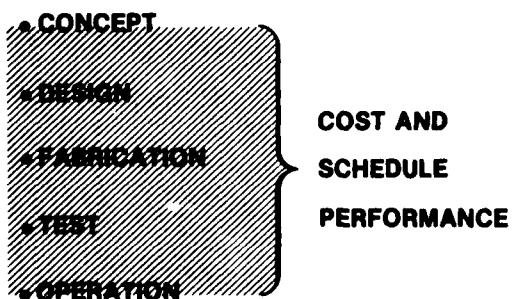 • CONCEPT
• DESIGN
• FABRICATION
• TEST
• OPERATION
COST AND
SCHEDULE
PERFORMANCE